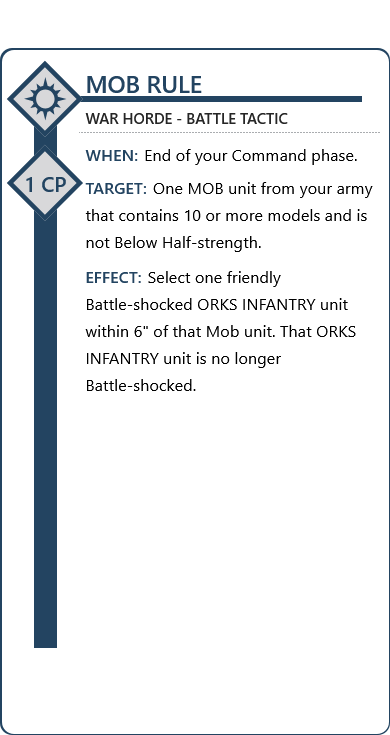 MOB RULE
WAR HORDE - BATTLE TACTIC
WHEN: End of your Command phase.
1 CP
TARGET: One MOB unit from your army
that contains 10 or more models and is
not Below Half-strength.
EFFECT: Select one friendly
Battle-shocked ORKS INFANTRY unit
within 6" of that Mob unit. That ORKS
INFANTRY unit is no longer
Battle-shocked.